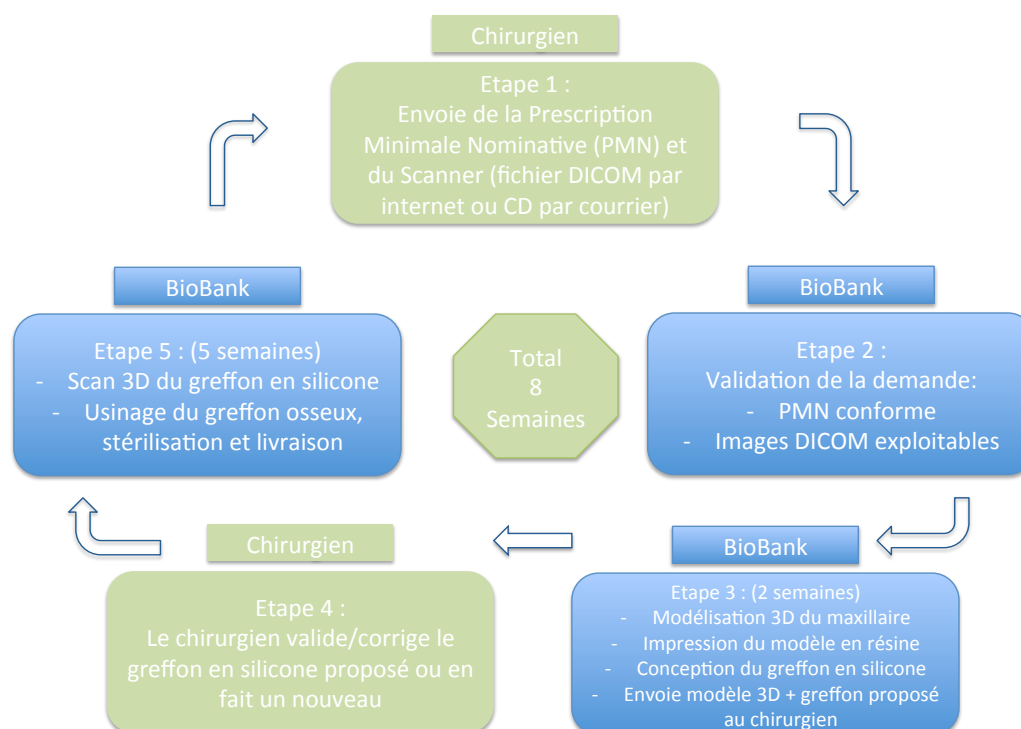 Chirurgien
Etape 1 :
Envoie de la Prescription
Minimale Nominative (PMN) et
du Scanner (fichier DICOM par
internet ou CD par courrier)
BioBank
Etape 2 :
Validation de la demande:
- PMN conforme
- Images DICOM exploitables
BioBank
Etape 3 : (2 semaines)
- Modélisation 3D du maxillaire
- Impression du modèle en résine
- Conception du greffon en silicone
- Envoie modèle 3D + greffon proposé
au chirurgien
Chirurgien
Etape 4 :
Le chirurgien valide/corrige le
greffon en silicone proposé ou en
fait un nouveau
BioBank
Etape 5 : (5 semaines)
- Scan 3D du greffon en silicone
- Usinage du greffon osseux,
stérilisation et livraison
Total
8
Semaines